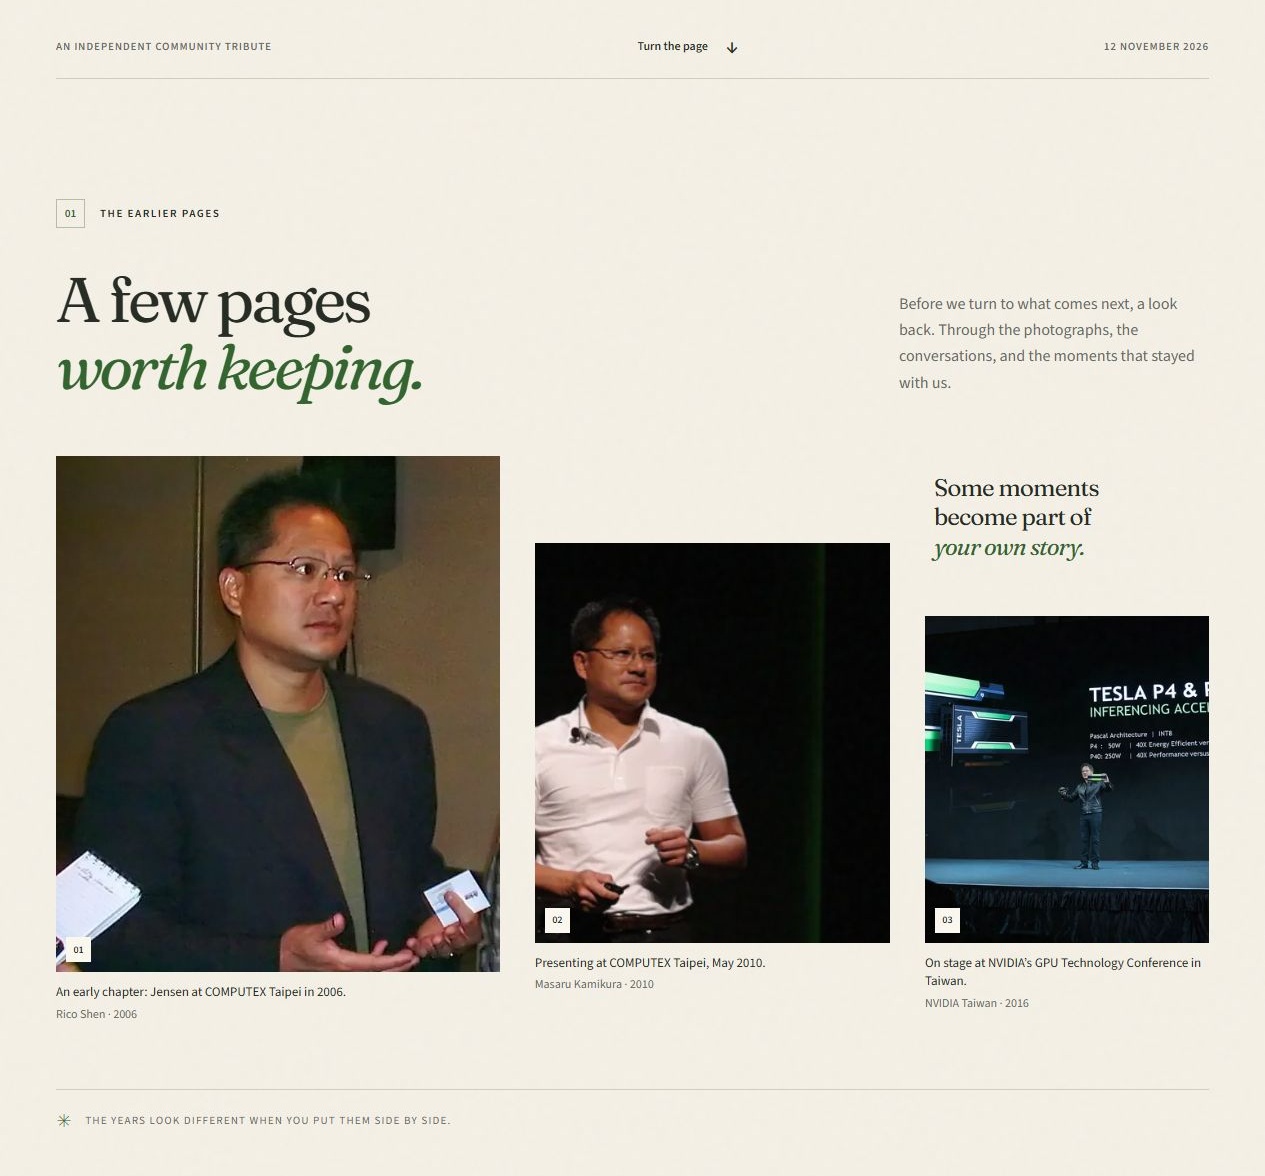 AN INDEPENDENT COMMUNITY TRIBUTE
Turn the page ↓
12 NOVEMBER 2026
01
THE EARLIER PAGES
A few pages
worth keeping.
Before we turn to what comes next, a look
back. Through the photographs, the
conversations, and the moments that stayed
with us.
01
An early chapter: Jensen at COMPUTEX Taipei in 2006.
Rico Shen · 2006
02
Presenting at COMPUTEX Taipei, May 2010.
Masaru Kamikura · 2010
Some moments
become part of
your own story.
TESLA
TESLA P4 & P
INFERENCING ACCEL
Pascal Architecture | INT8
P4 : 50W | 40X Energy Efficient ver
P40: 250W | 40X Performance versus
03
On stage at NVIDIA’s GPU Technology Conference in
Taiwan.
NVIDIA Taiwan · 2016
THE YEARS LOOK DIFFERENT WHEN YOU PUT THEM SIDE BY SIDE.